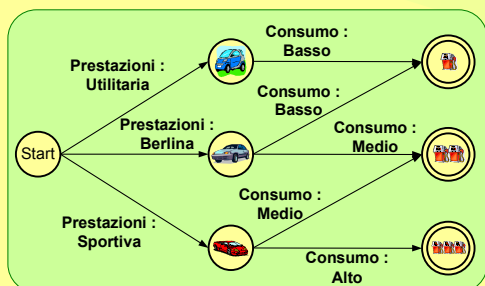 Consumo :
Basso
Prestazioni :
Utilitaria
Consumo :
Basso
Prestazioni :
Berlina
Consumo :
Medio
Start
Consumo :
Medio
Prestazioni :
Sportiva
Consumo :
Alto